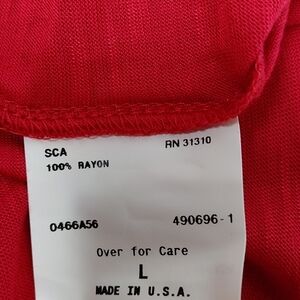 SCA RN 31310
100% RAYON
0466A56 490696-1
Over for Care
L
MADE IN U.S.A.